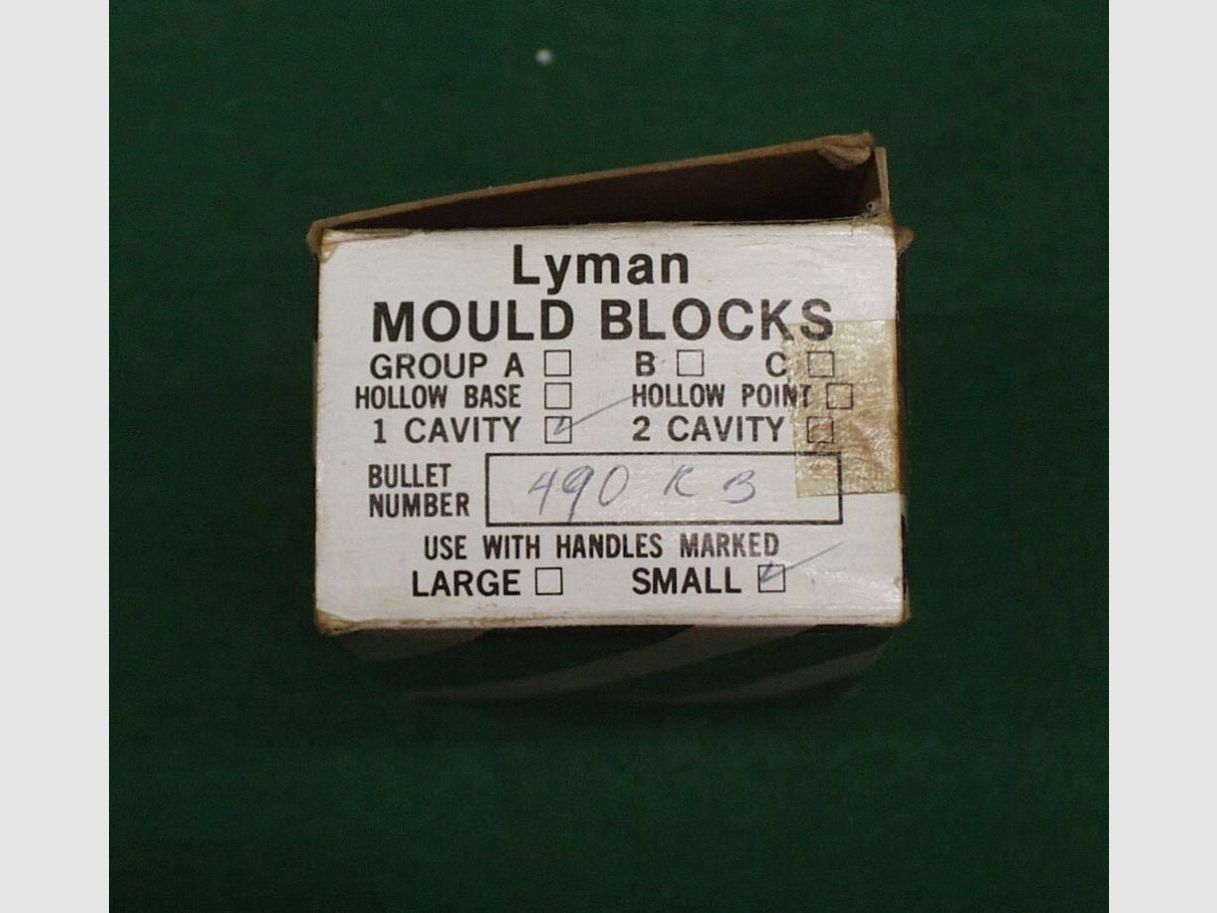 Lyman
MOULD BLOCKS
GROUP A ☐ B ☐ C ☐
HOLLOW BASE ☐ HOLLOW POINT ☐
1 CAVITY ☑ 2 CAVITY ☐
BULLET NUMBER 490 R B
USE WITH HANDLES MARKED
LARGE ☐ SMALL ☑